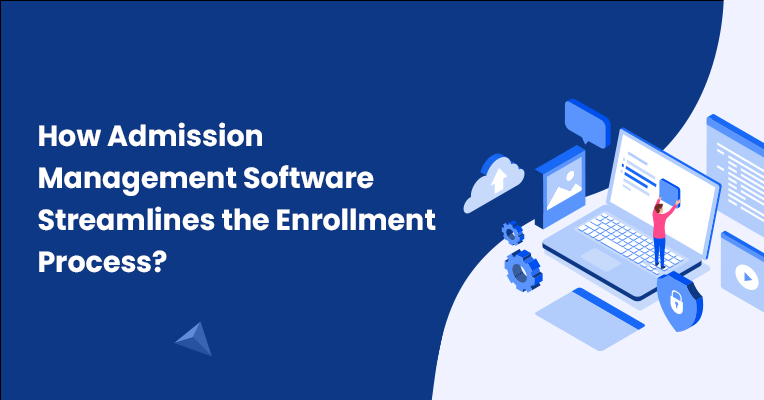 How Admission
Management Software
Streamlines the Enrollment
Process?